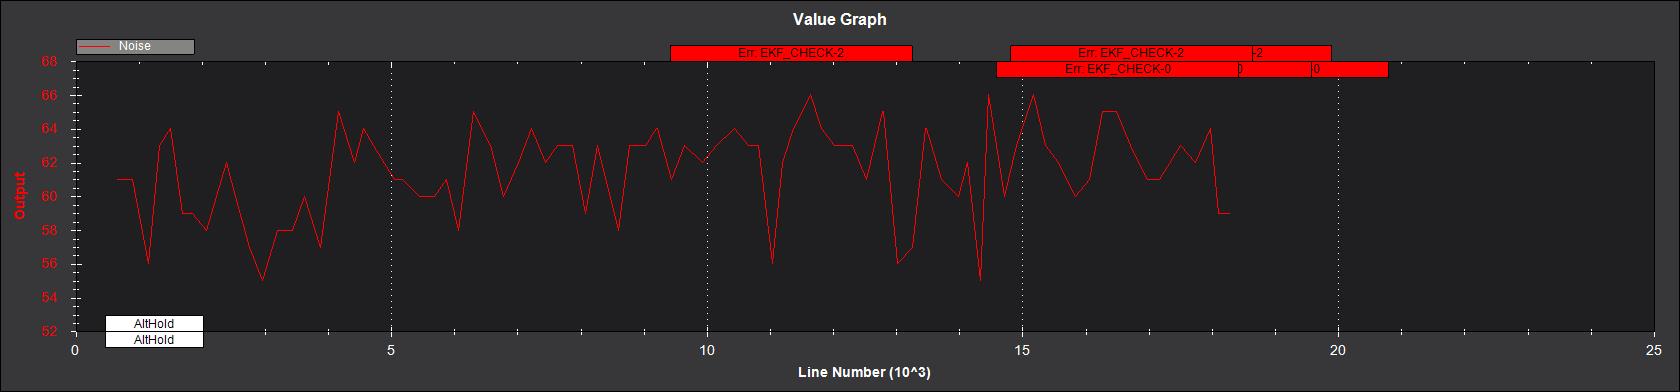 Value Graph
Noise
Err: EKF_CHECK-2
Err: EKF_CHECK-2
-2
Err: EKF_CHECK-0
0
0
68
66
64
62
60
58
56
54
52
Output
AltHold
AltHold
0
5
10
15
20
25
Line Number (10^3)